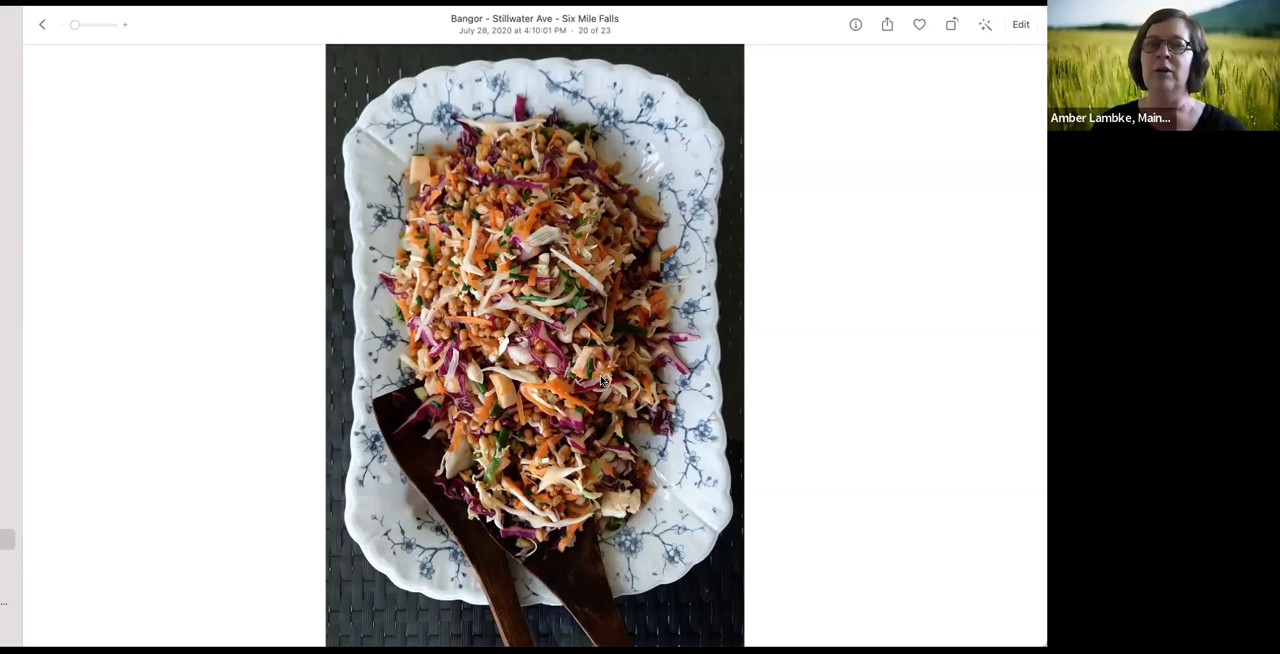 Bangor - Stillwater Ave - Six Mile Falls
July 28, 2020 at 4:10:01 PM · 20 of 23
Edit
Amber Lambke, Main...